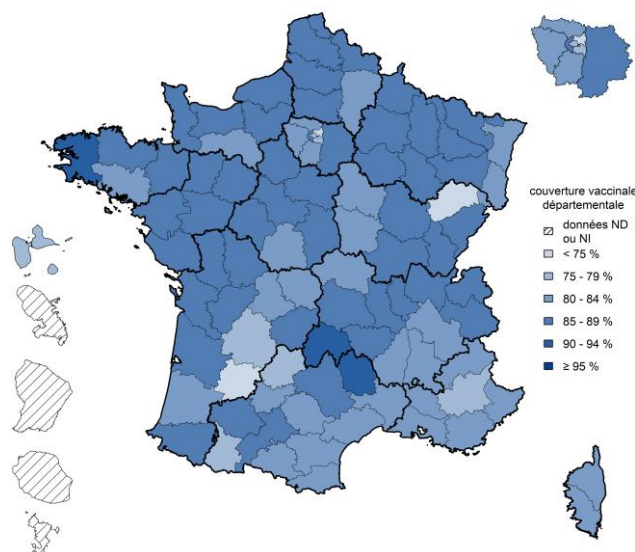 couverture vaccinale
départementale
données ND
ou NI
< 75 %
75 - 79 %
80 - 84 %
85 - 89 %
90 - 94 %
≥ 95 %